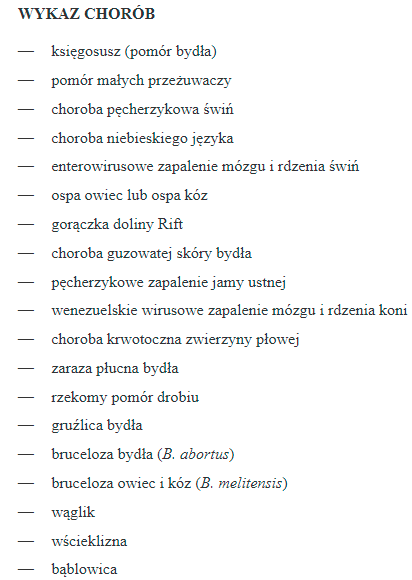 WYKAZ CHORÓB
— księgosusz (pomór bydła)
— pomór małych przeżuwaczy
— choroba pęcherzykowa świń
— choroba niebieskiego języka
— enterowirusowe zapalenie mózgu i rdzenia świń
— ospa owiec lub ospa kóz
— gorączka doliny Rift
— choroba guzowatej skóry bydła
— pęcherzykowe zapalenie jamy ustnej
— wenezuelskie wirusowe zapalenie mózgu i rdzenia koni
— choroba krwotoczna zwierzyny płowej
— zaraza płucna bydła
— rzekomy pomór drobiu
— gruźlica bydła
— bruceloza bydła (B. abortus)
— bruceloza owiec i kóz (B. melitensis)
— wąglik
— wścieklizna
— bąblowica